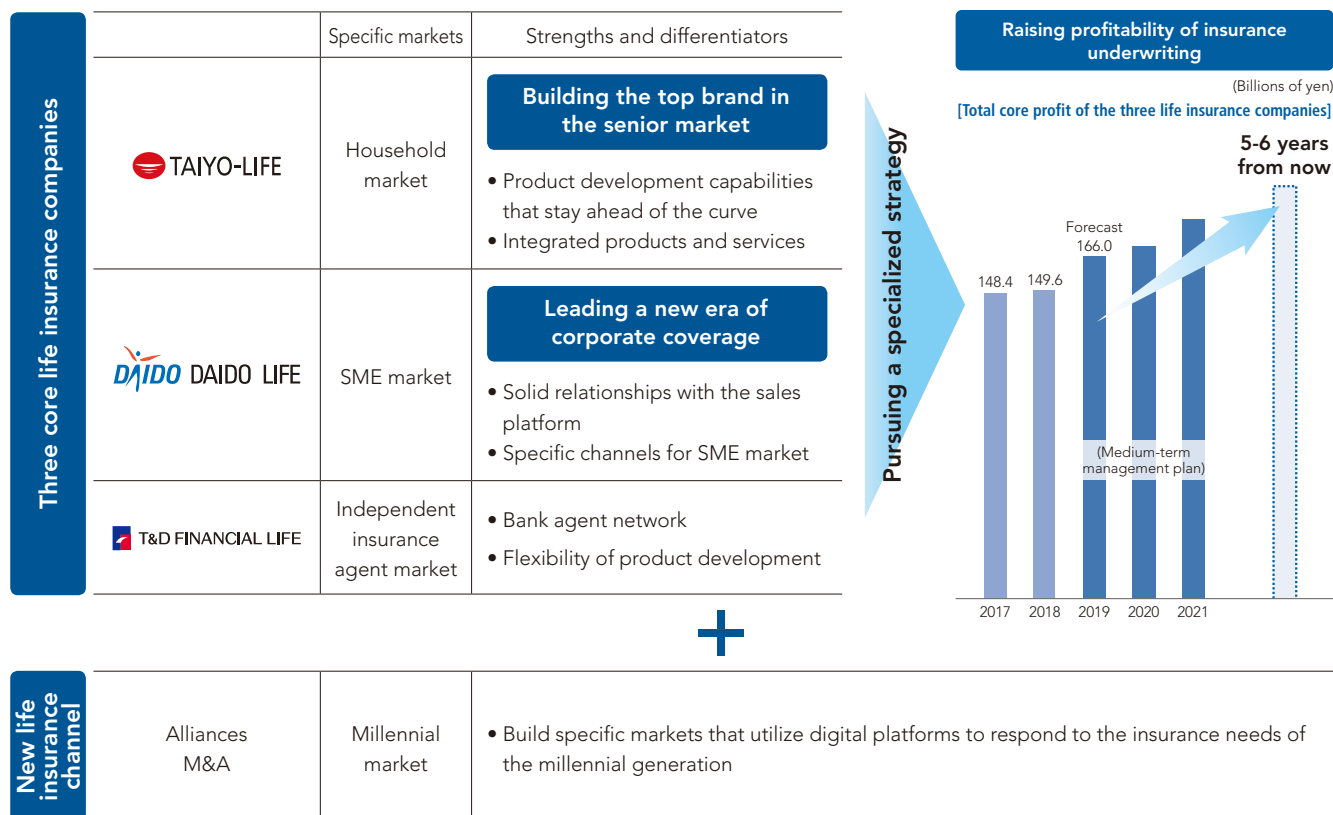 Three core life insurance companies
Specific markets
Strengths and differentiators
TAIYO-LIFE
Household
market
Building the top brand in
the senior market
• Product development capabilities
that stay ahead of the curve
• Integrated products and services
DAIDO DAIDO LIFE
SME market
Leading a new era of
corporate coverage
• Solid relationships with the sales
platform
• Specific channels for SME market
T&D FINANCIAL LIFE
Independent
insurance
agent market
• Bank agent network
• Flexibility of product development
Pursuing a specialized strategy
Raising profitability of insurance
underwriting
(Billions of yen)
[Total core profit of the three life insurance companies]
5-6 years
from now
Forecast
166.0
148.4
149.6
(Medium-term
management plan)
2017
2018
2019
2020
2021
+
New life
insurance
channel
Alliances
M&A
Millennial
market
• Build specific markets that utilize digital platforms to respond to the insurance needs of
the millennial generation